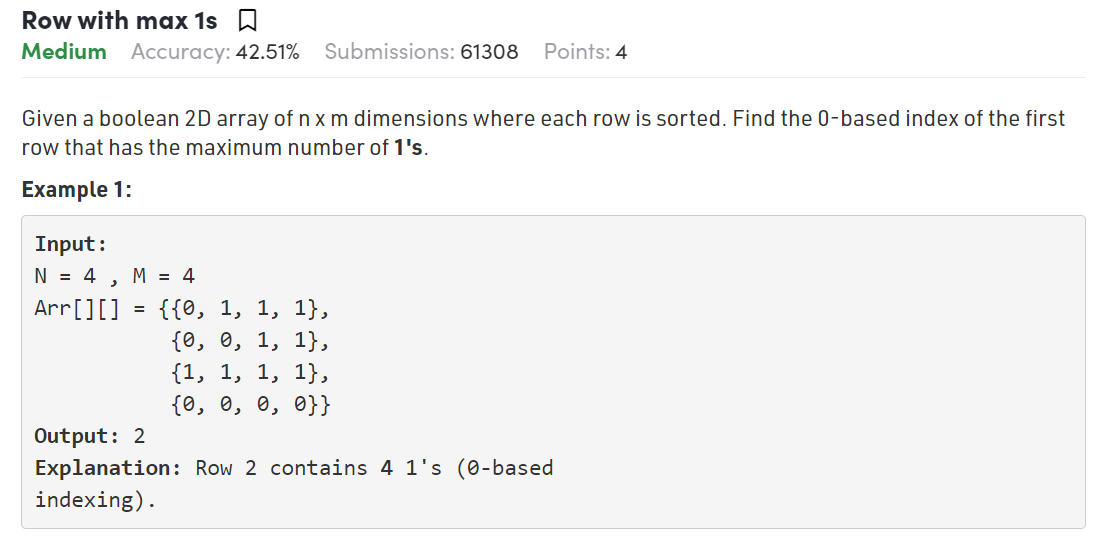 Row with max 1s
Medium Accuracy: 42.51% Submissions: 61308 Points: 4
Given a boolean 2D array of n x m dimensions where each row is sorted. Find the 0-based index of the first
row that has the maximum number of 1's.
Example 1:
Input:
N = 4 , M = 4
Arr[][] = {{0, 1, 1, 1},
           {0, 0, 1, 1},
           {1, 1, 1, 1},
           {0, 0, 0, 0}}
Output: 2
Explanation: Row 2 contains 4 1's (0-based
indexing).